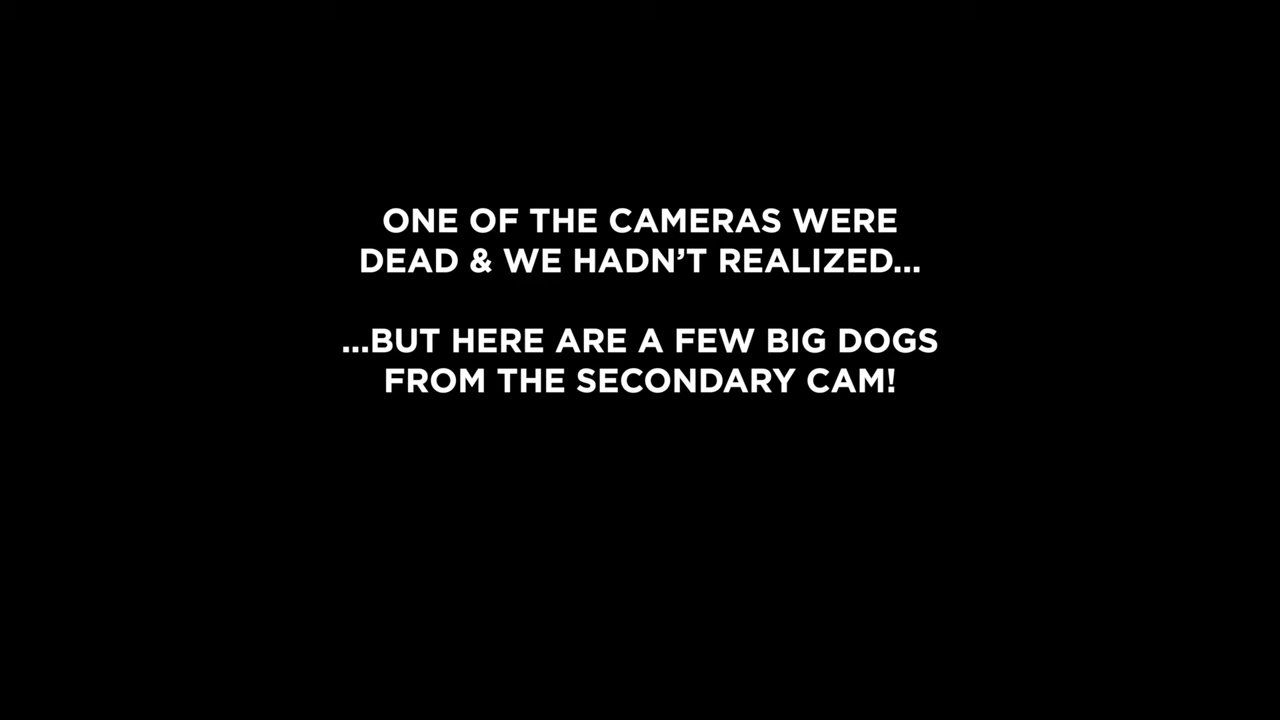 ONE OF THE CAMERAS WERE
DEAD & WE HADN’T REALIZED...
...BUT HERE ARE A FEW BIG DOGS
FROM THE SECONDARY CAM!